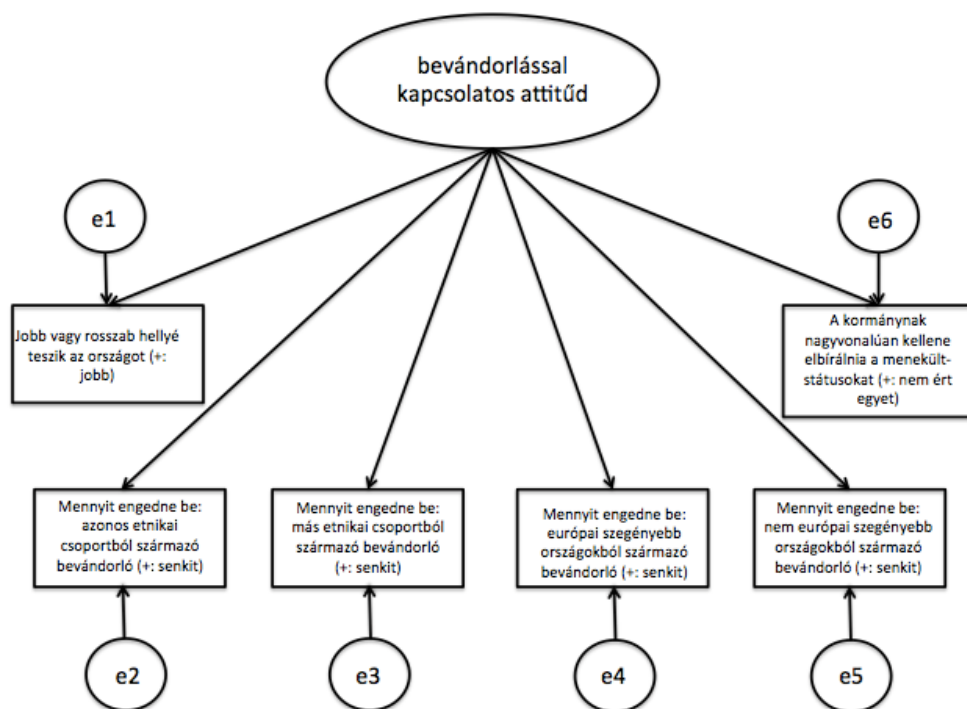 bevándorlással
kapcsolatos attitűd
e1
e6
Jobb vagy rosszab hellyé
teszik az országot (+:
jobb)
A kormánynak
nagyvonalúan kellene
elbírálnia a menekült-
státusokat (+: nem ért
egyet)
Mennyit engedne be:
azonos etnikai
csoportból származó
bevándorló (+: senkit)
Mennyit engedne be:
más etnikai csoportból
származó bevándorló
(+: senkit)
Mennyit engedne be:
európai szegényebb
országokból származó
bevándorló (+: senkit)
Mennyit engedne be:
nem európai szegényebb
országokból származó
bevándorló (+: senkit)
e2
e3
e4
e5